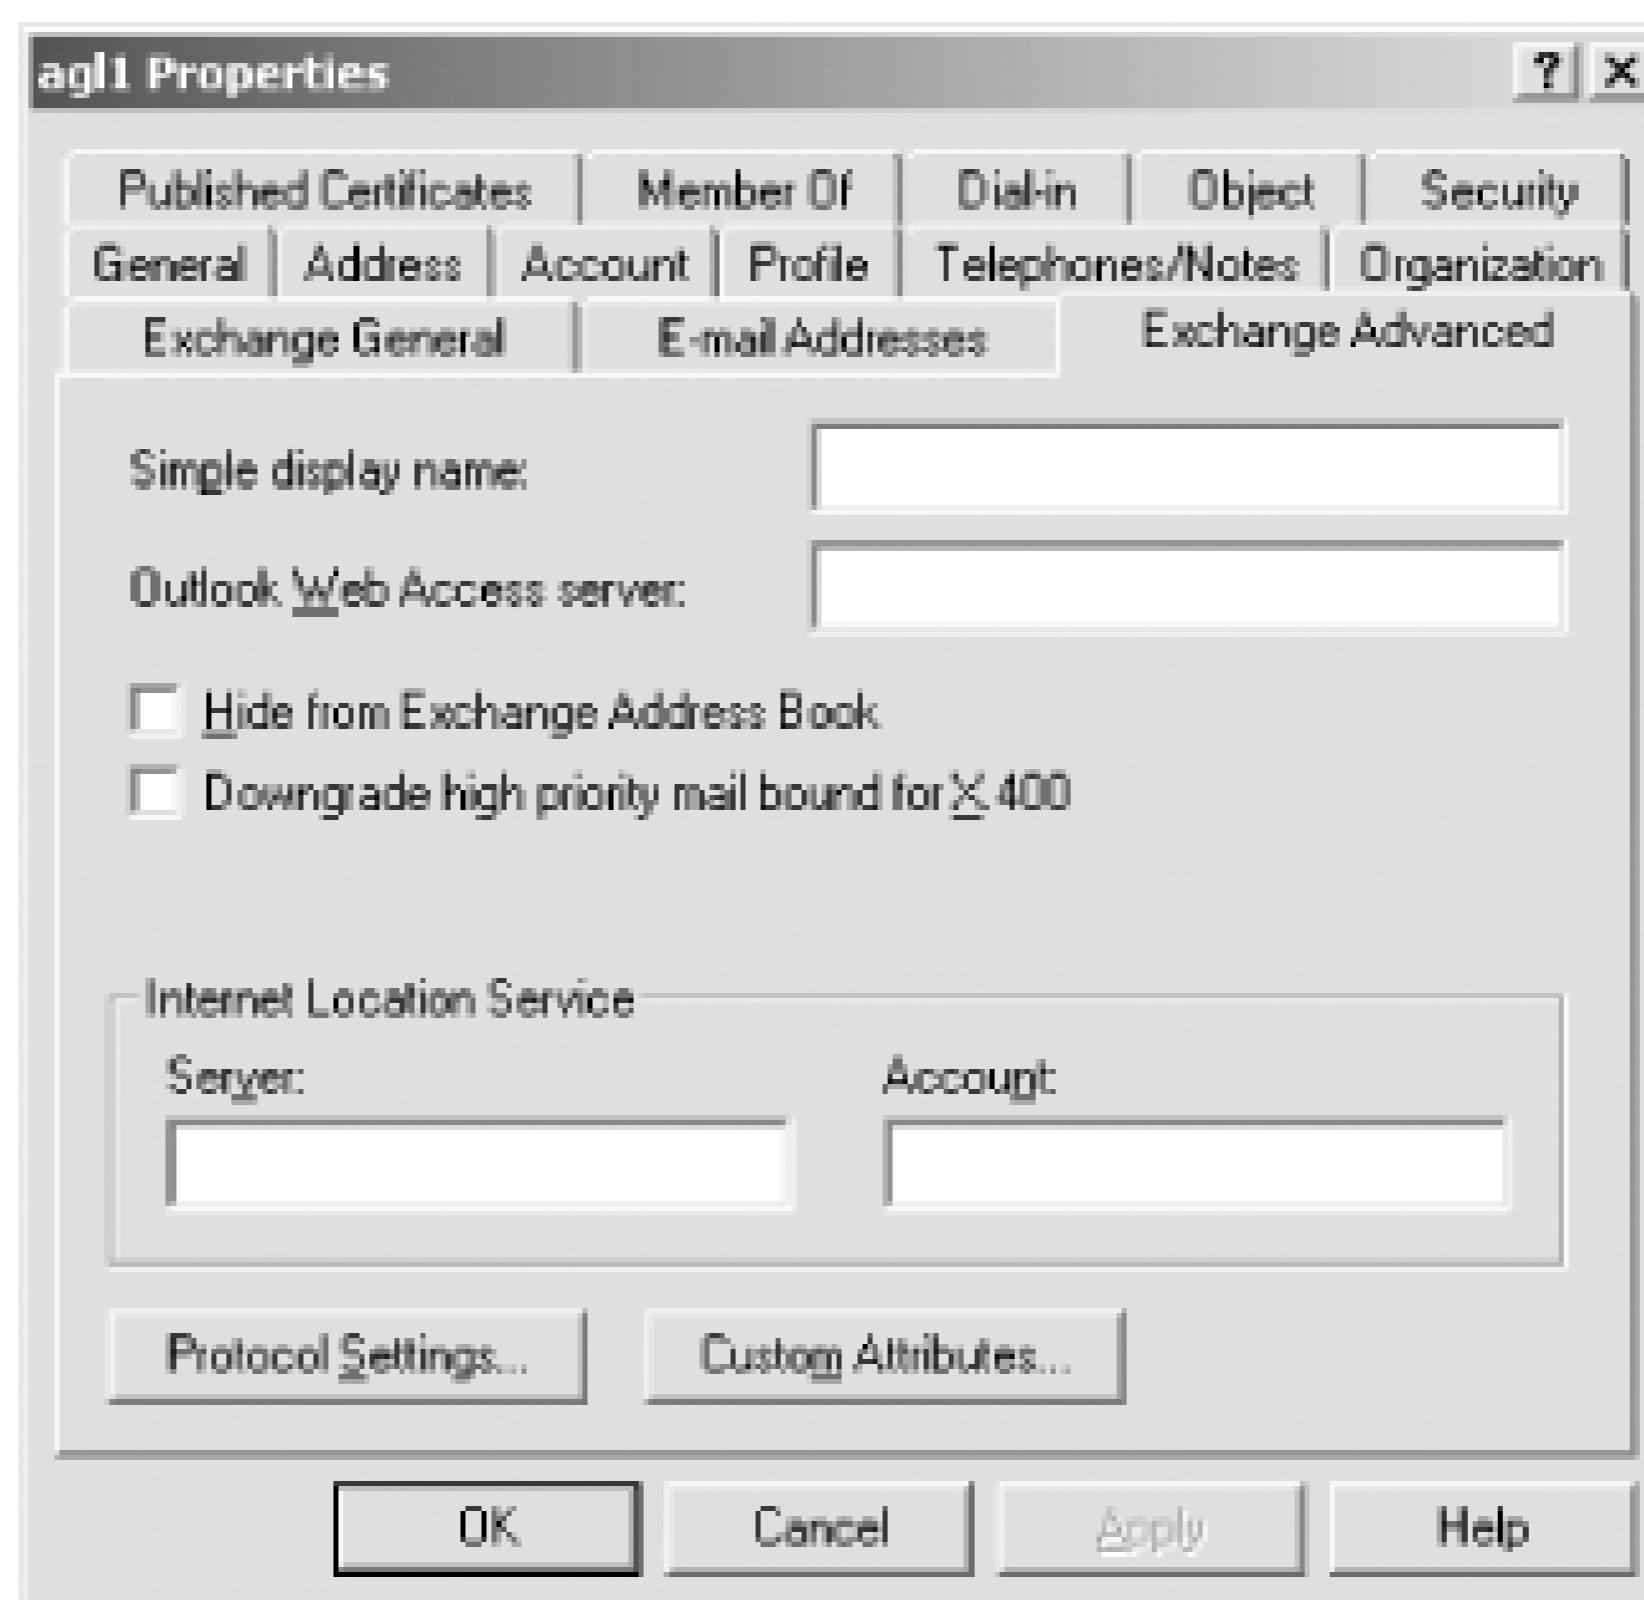 agl1 Properties ? ×
Published Certificates Member Of Dial-in Object Security
General Address Account Profile Telephones/Notes Organization
Exchange General E-mail Addresses Exchange Advanced
Simple display name:
Outlook Web Access server:
Hide from Exchange Address Book
Downgrade high priority mail bound for X.400
Internet Location Service
Server: Account:
Protocol Settings... Custom Attributes...
OK Cancel Apply Help